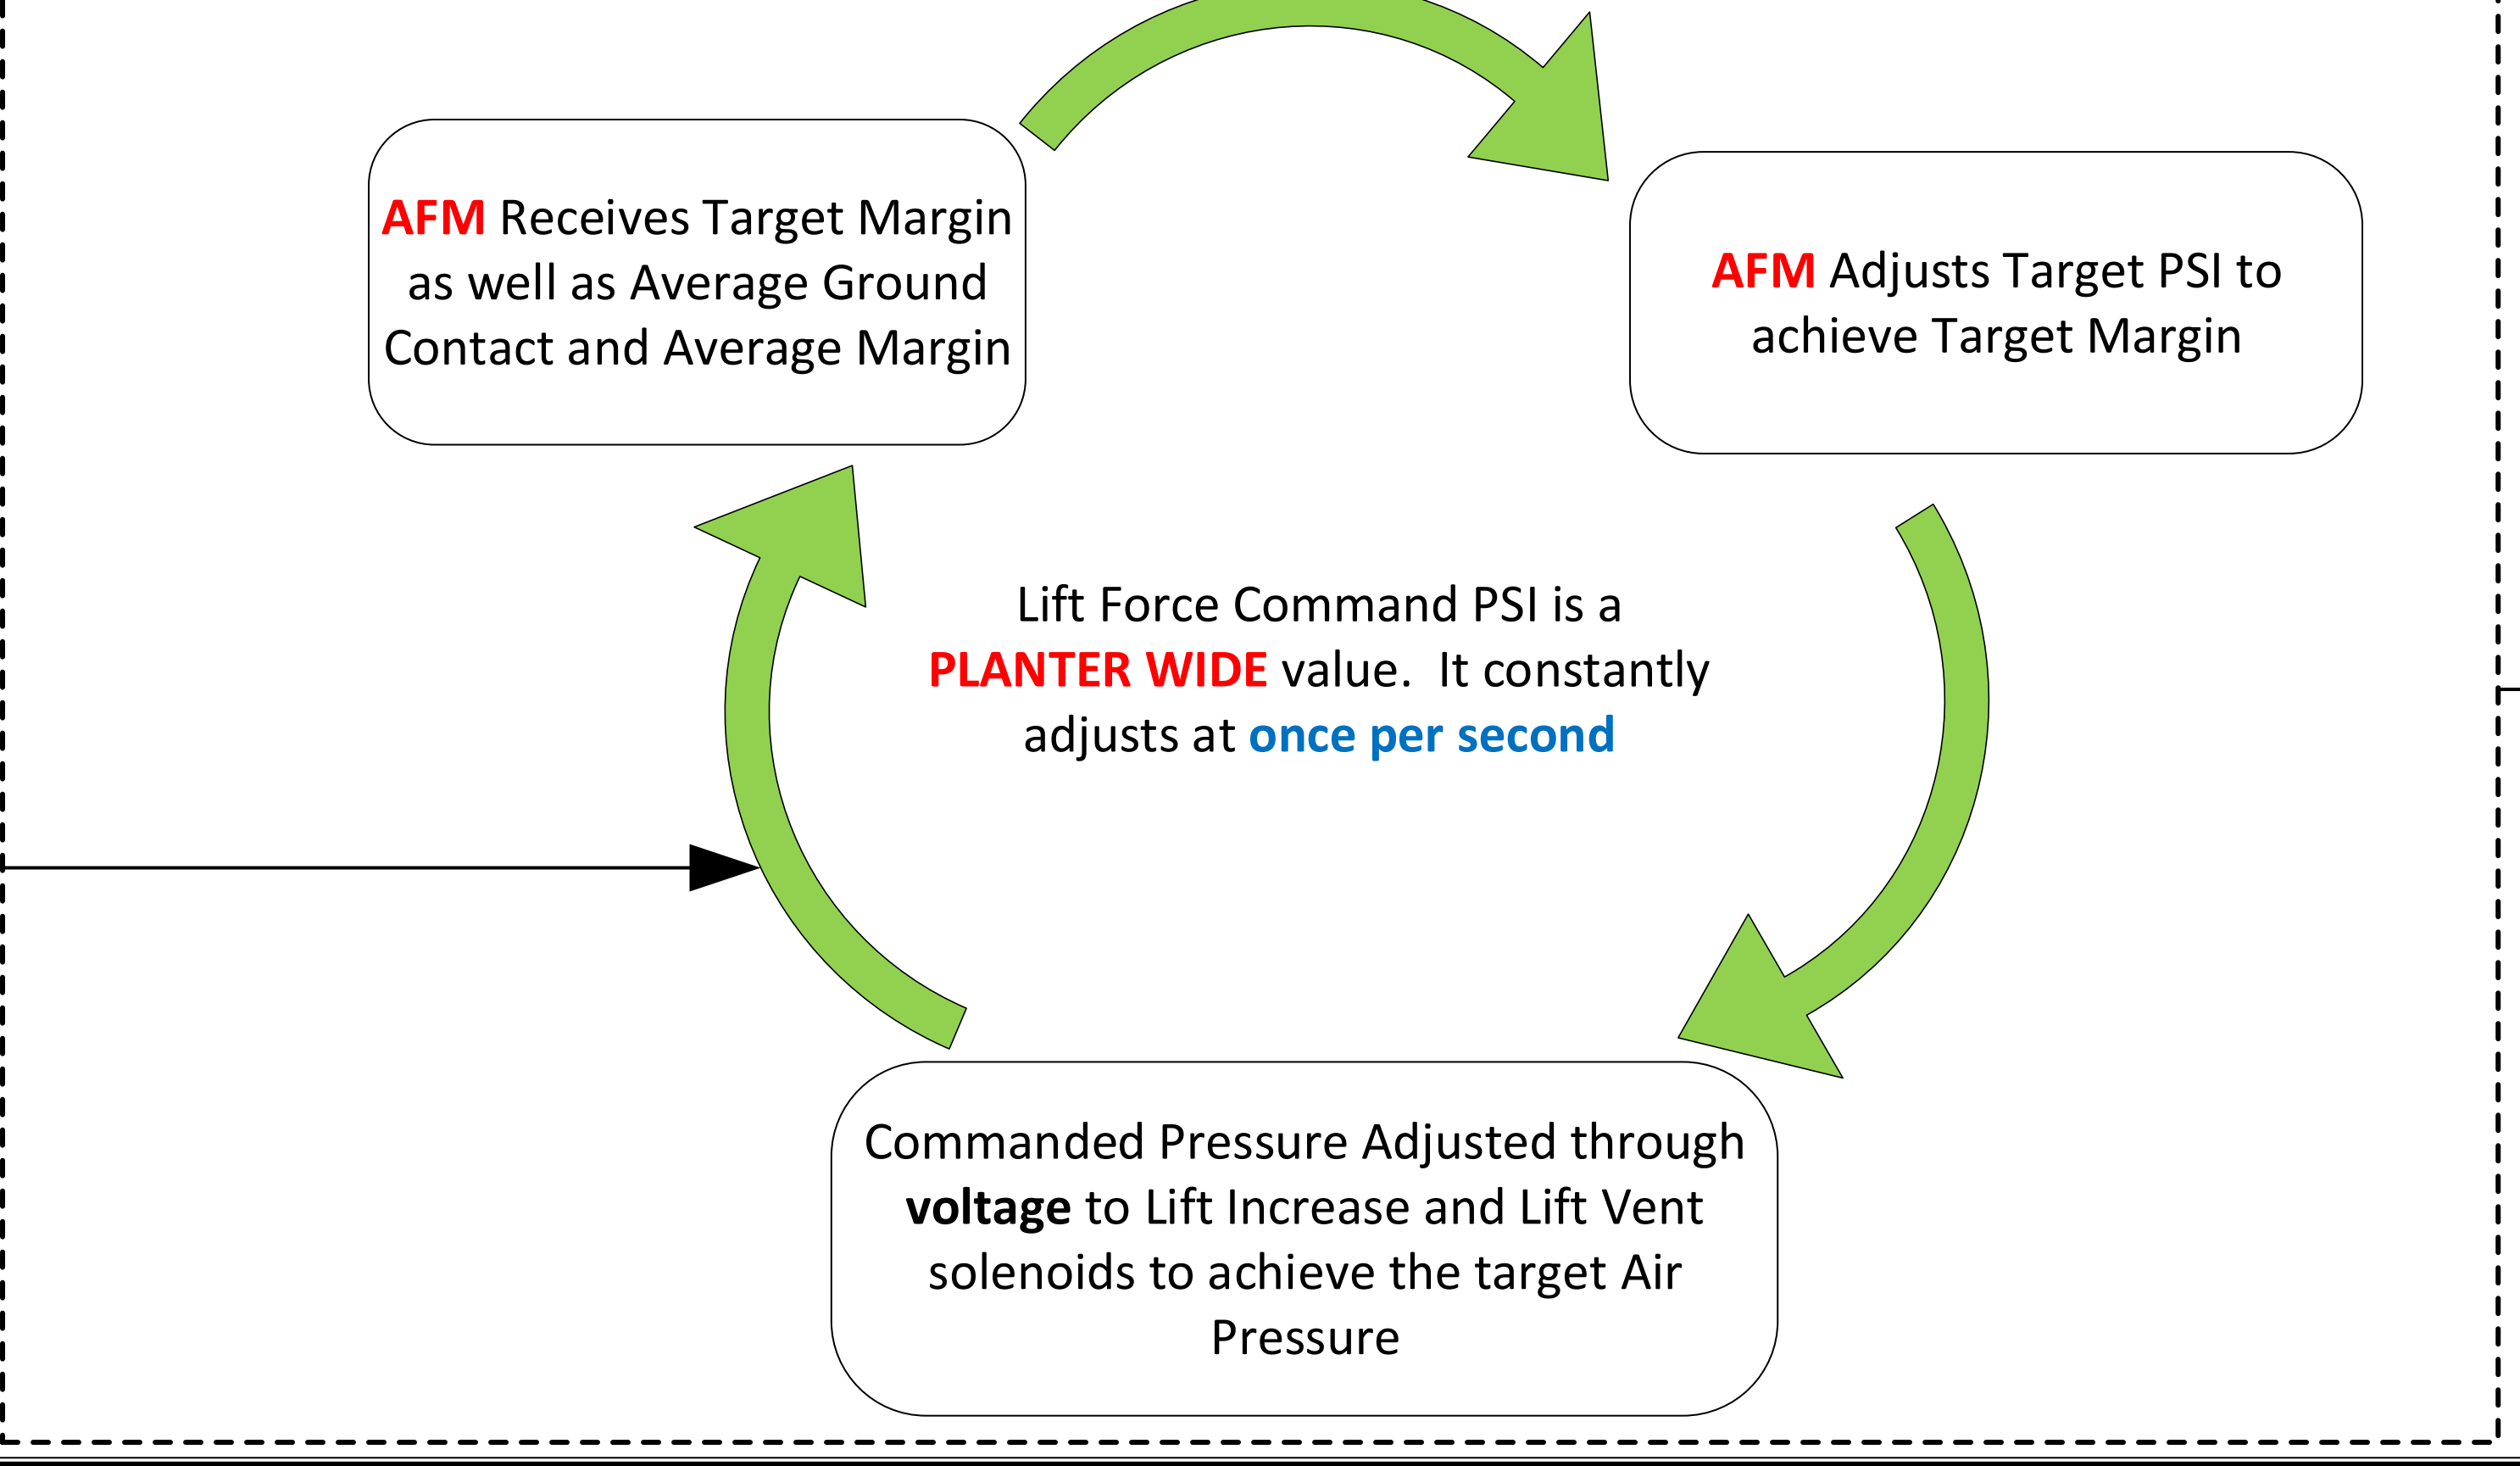 AFM Receives Target Margin
as well as Average Ground
Contact and Average Margin
AFM Adjusts Target PSI to
achieve Target Margin
Lift Force Command PSI is a
PLANTER WIDE value.  It constantly
adjusts at once per second
Commanded Pressure Adjusted through
voltage to Lift Increase and Lift Vent
solenoids to achieve the target Air
Pressure